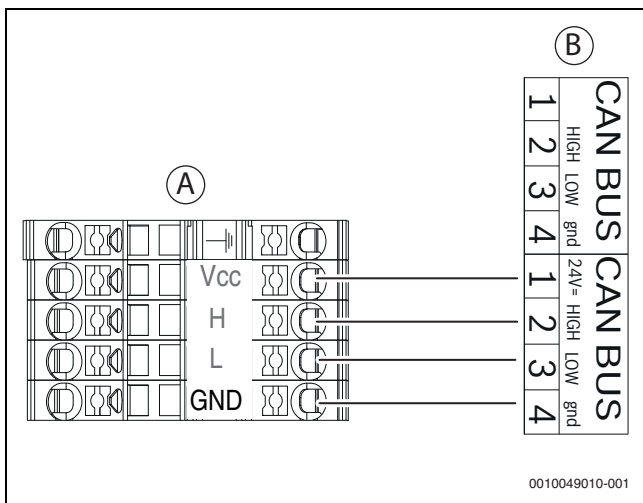 B
CAN BUS
1
2 HIGH
3 LOW
4 gnd
CAN BUS
1 24V=
2 HIGH
3 LOW
4 gnd
A
Vcc
H
L
GND
0010049010-001